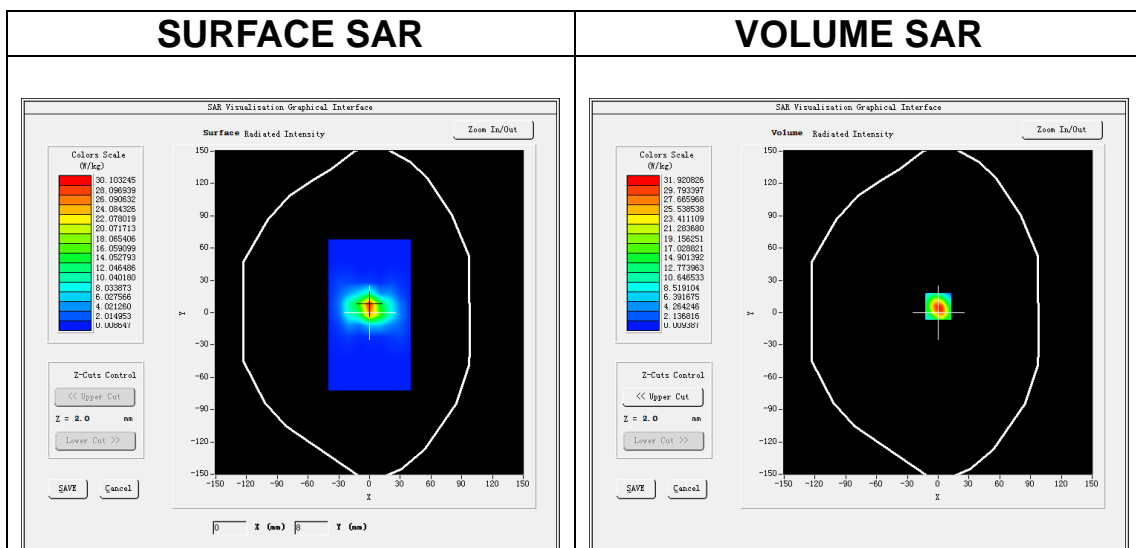 SURFACE SAR
VOLUME SAR
SAR Visualisation Graphical Interface
Surface Radiated Intensity
Zoom In/Out
Colors Scale
(W/kg)
30.103245
28.096939
26.090632
24.084326
22.078019
20.071713
18.065406
16.059099
14.052793
12.046486
10.040180
8.033873
6.027566
4.021260
2.014953
0.008647
150
120
90
60
30
0
-30
-60
-90
-120
-150
Y
-150 -120 -90 -60 -30 0 30 60 90 120 150
X
Z-Cuts Control
<< Upper Cut
Z = 2.0 mm
Lower Cut >>
SAVE Cancel
0 X (mm) 8 Y (mm)
SAR Visualisation Graphical Interface
Volume Radiated Intensity
Zoom In/Out
Colors Scale
(W/kg)
31.920826
29.793397
27.665968
25.538538
23.411109
21.283680
19.156251
17.028821
14.901392
12.773963
10.646533
8.519104
6.391675
4.264246
2.136816
0.009387
150
120
90
60
30
0
-30
-60
-90
-120
-150
Y
-150 -120 -90 -60 -30 0 30 60 90 120 150
X
Z-Cuts Control
<< Upper Cut
Z = 2.0 mm
Lower Cut >>
SAVE Cancel